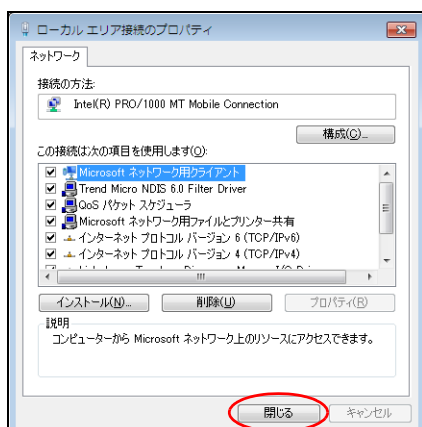 ローカル エリア接続のプロパティ
ネットワーク
接続の方法:
Intel(R) PRO/1000 MT Mobile Connection
構成(C)...
この接続は次の項目を使用します(O):
Microsoft ネットワーク用クライアント
Trend Micro NDIS 6.0 Filter Driver
QoS パケット スケジューラ
Microsoft ネットワーク用ファイルとプリンター共有
インターネット プロトコル バージョン 6 (TCP/IPv6)
インターネット プロトコル バージョン 4 (TCP/IPv4)
インストール(N)...
削除(U)
プロパティ(R)
説明
コンピューターから Microsoft ネットワーク上のリソースにアクセスできます。
閉じる
キャンセル